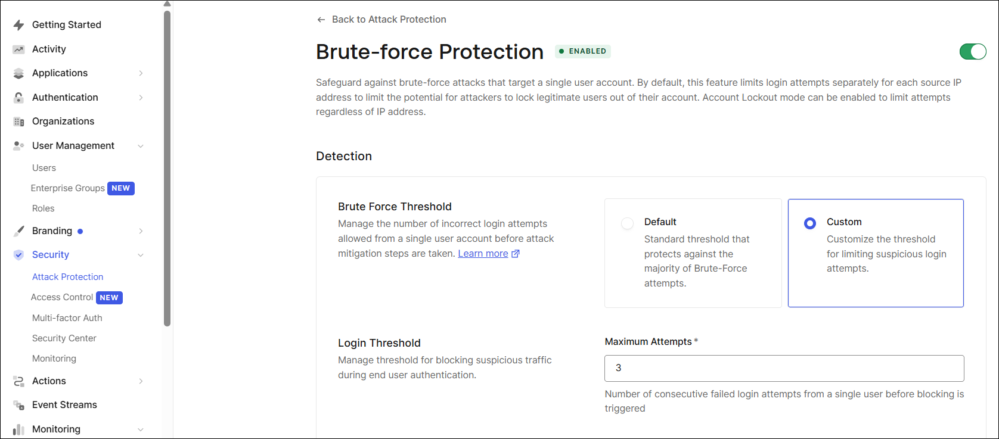 Getting Started
Activity
Applications
Authentication
Organizations
User Management
Users
Enterprise Groups NEW
Roles
Branding
Security
Attack Protection
Access Control NEW
Multi-factor Auth
Security Center
Monitoring
Actions
Event Streams
Monitoring
Back to Attack Protection
Brute-force Protection ENABLED
Safeguard against brute-force attacks that target a single user account. By default, this feature limits login attempts separately for each source IP
address to limit the potential for attackers to lock legitimate users out of their account. Account Lockout mode can be enabled to limit attempts
regardless of IP address.
Detection
Brute Force Threshold
Manage the number of incorrect login attempts
allowed from a single user account before attack
mitigation steps are taken. Learn more
Default
Standard threshold that
protects against the
majority of Brute-Force
attempts.
Custom
Customize the threshold
for limiting suspicious login
attempts.
Login Threshold
Manage threshold for blocking suspicious traffic
during end user authentication.
Maximum Attempts *
3
Number of consecutive failed login attempts from a single user before blocking is
triggered